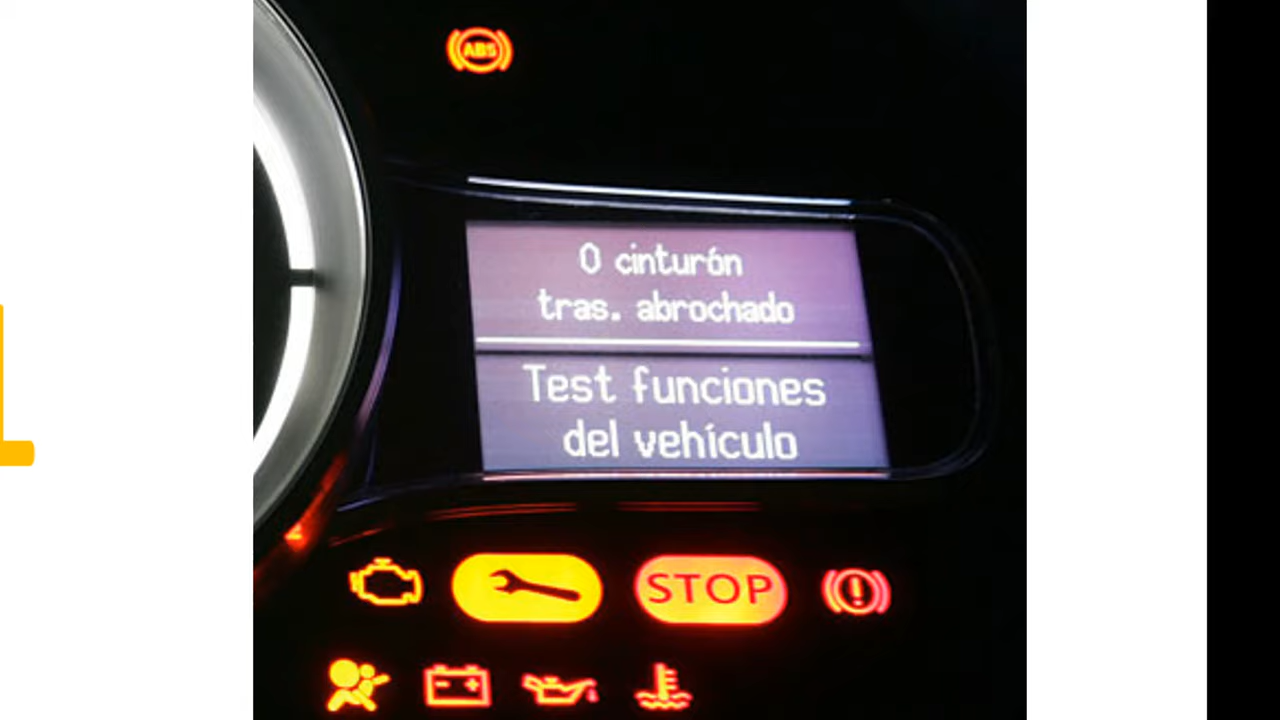 ABS
0 cinturón
tras. abrochado
Test funciones
del vehículo
STOP